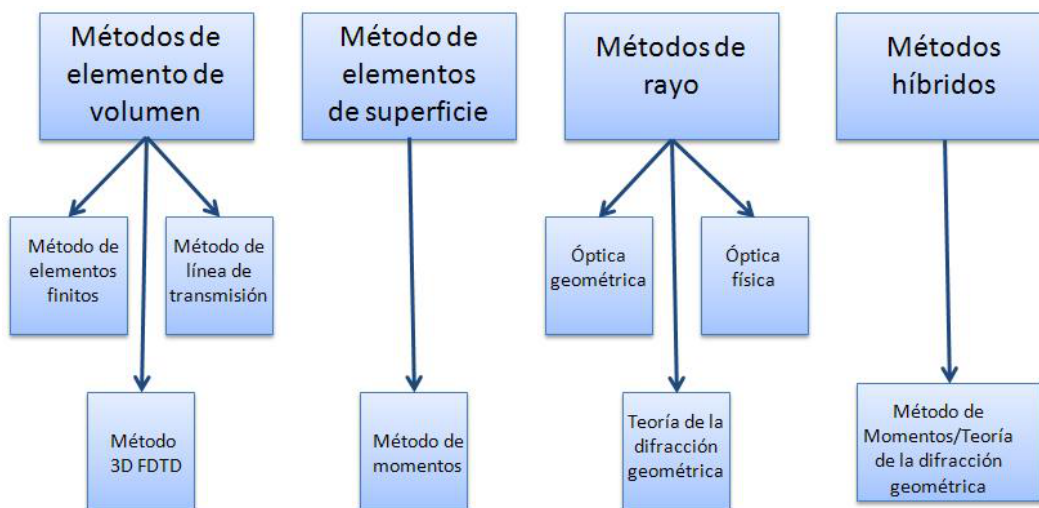 Métodos de
elemento de
volumen
Método de
elementos
de superficie
Métodos de
rayo
Métodos
híbridos
Método de
elementos
finitos
Método de
línea de
transmisión
Óptica
geométrica
Óptica
física
Método
3D FDTD
Método de
momentos
Teoría de la
difracción
geométrica
Método de
Momentos/Teoría
de la difracción
geométrica